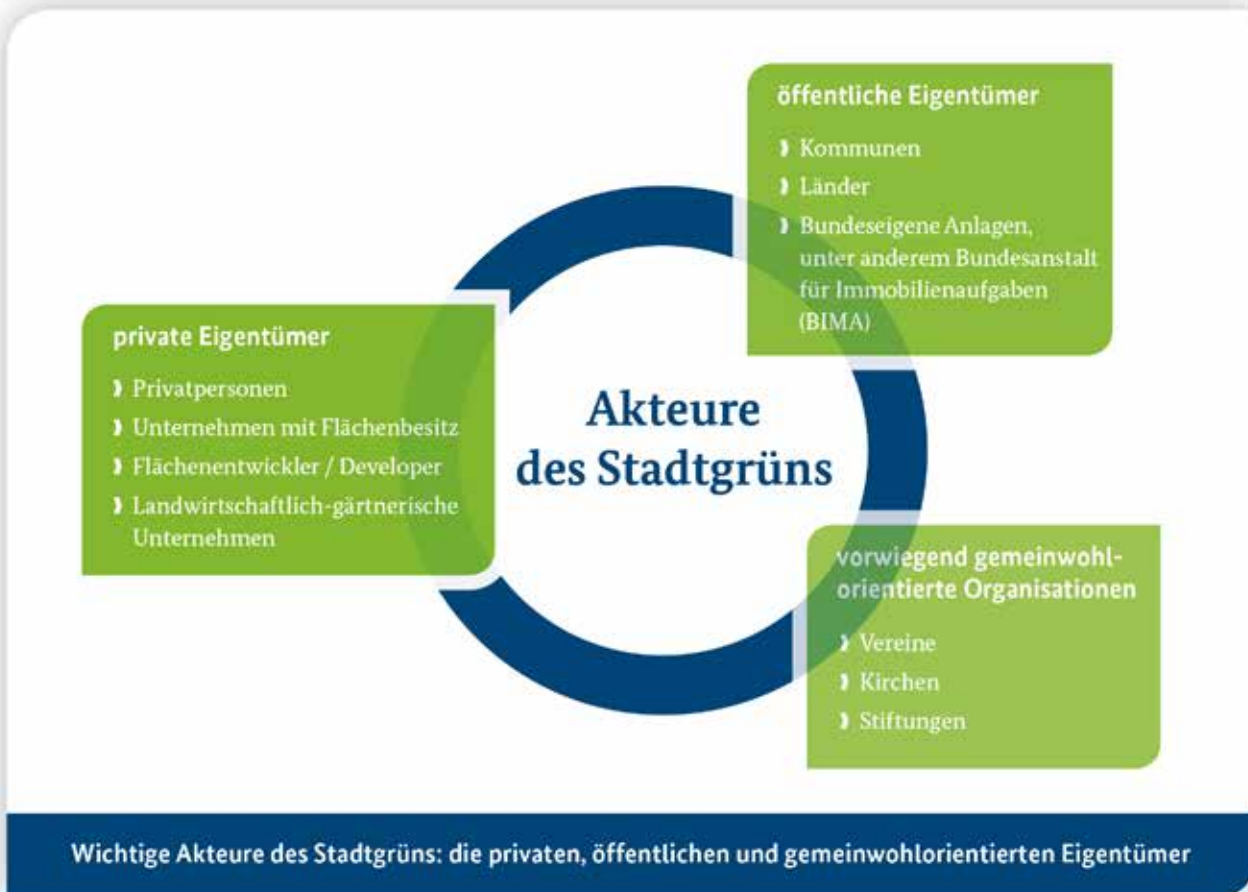 öffentliche Eigentümer
Kommunen
Länder
Bundeseigene Anlagen,
unter anderem Bundesanstalt
für Immobilienaufgaben
(BIMA)
private Eigentümer
Privatpersonen
Unternehmen mit Flächenbesitz
Flächenentwickler / Developer
Landwirtschaftlich-gärtnerische
Unternehmen
Akteure
des Stadtgrüns
vorwiegend gemeinwohl-
orientierte Organisationen
Vereine
Kirchen
Stiftungen
Wichtige Akteure des Stadtgrüns: die privaten, öffentlichen und gemeinwohlorientierten Eigentümer